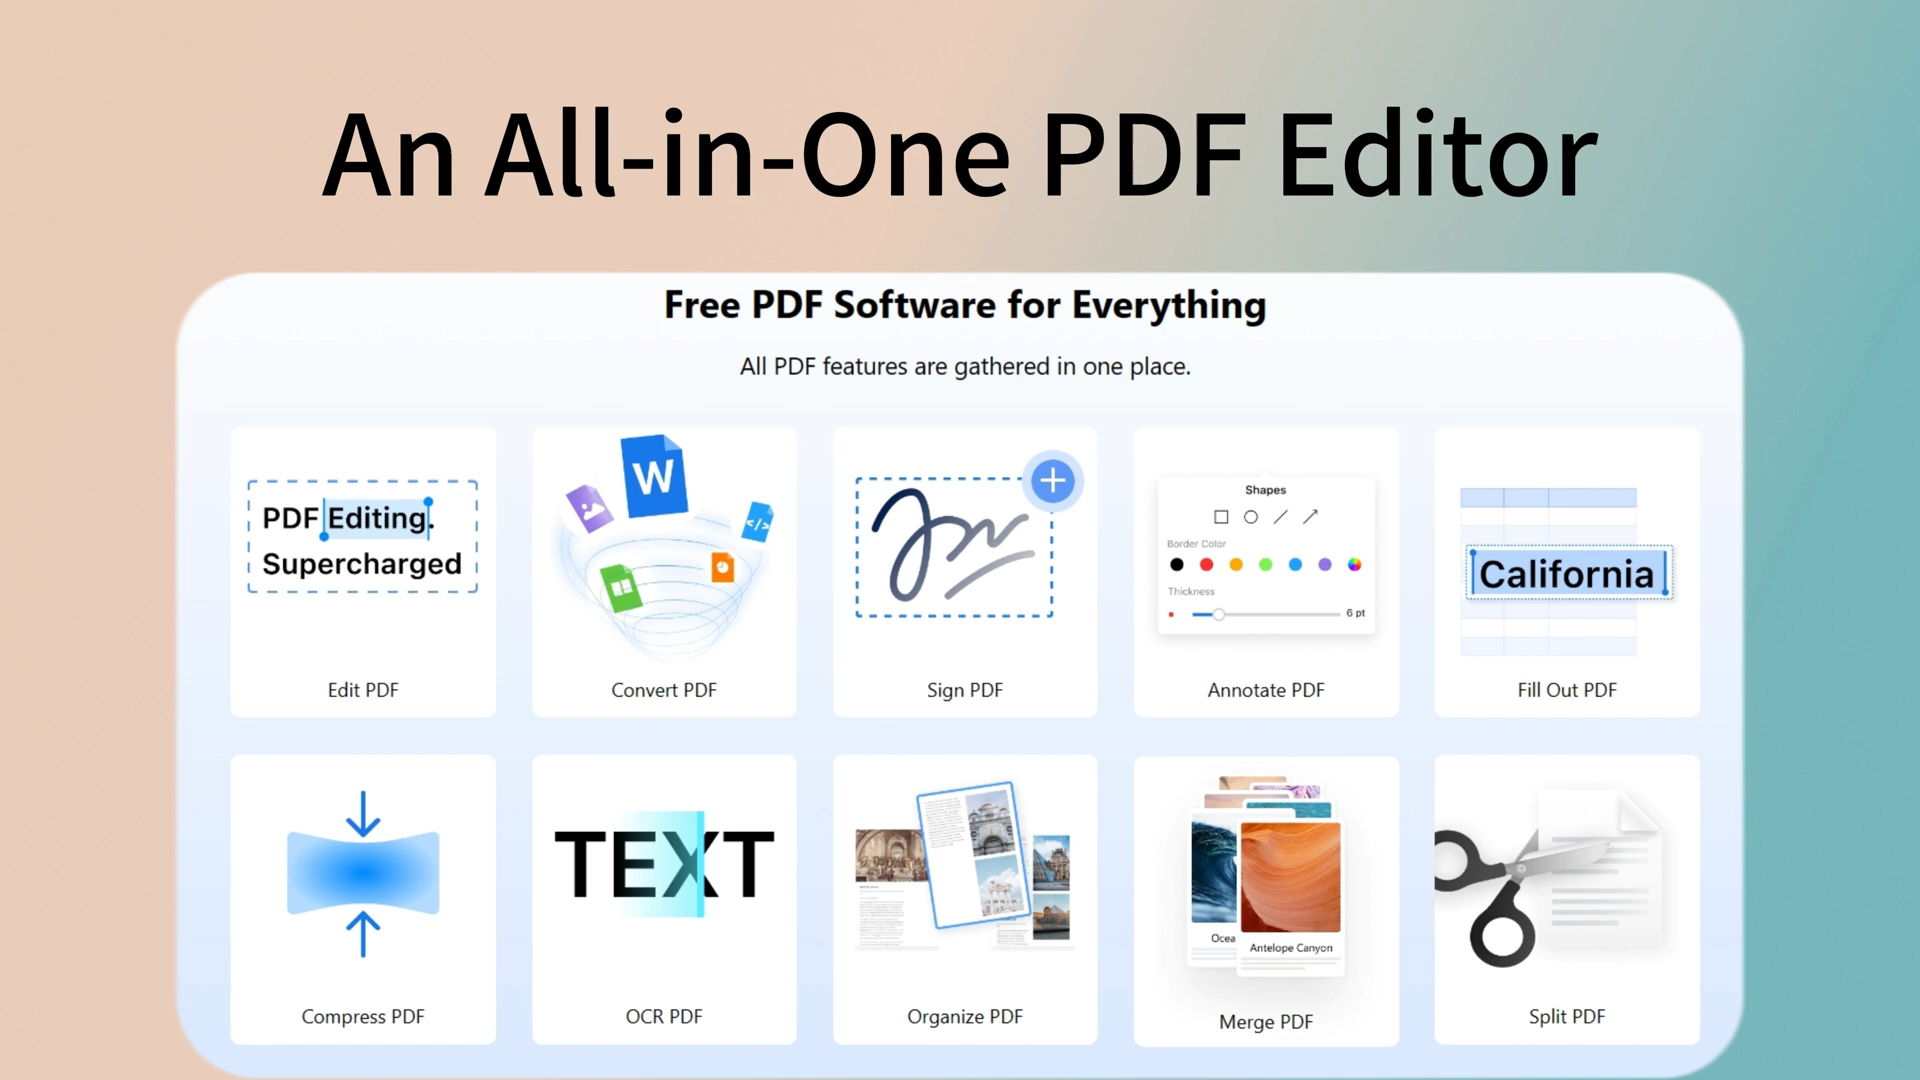 An All-in-One PDF Editor
Free PDF Software for Everything
All PDF features are gathered in one place.
PDF Editing.
Supercharged
Edit PDF
W
</>
Convert PDF
Sign PDF
Shapes
Border Color
Thickness
6 pt
Annotate PDF
California
Fill Out PDF
Compress PDF
TEXT
OCR PDF
Organize PDF
Ocea
Antelope Canyon
Merge PDF
Split PDF